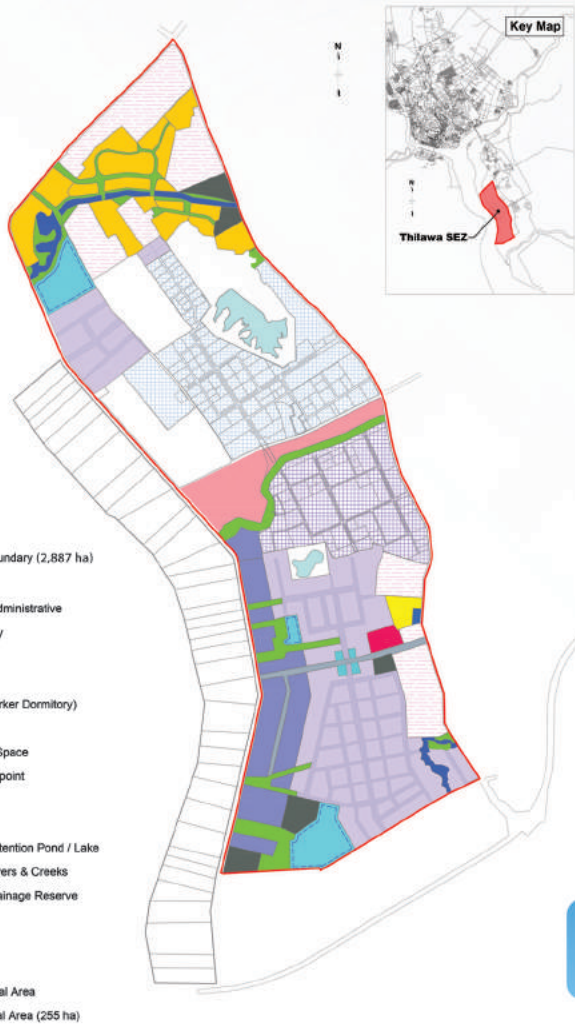 Key Map
N
N
Thilawa SEZ
undary (2,887 ha)
dministrative
y
rker Dormitory)
Space
point
tention Pond / Lake
ers & Creeks
ainage Reserve
al Area
al Area (255 ha)